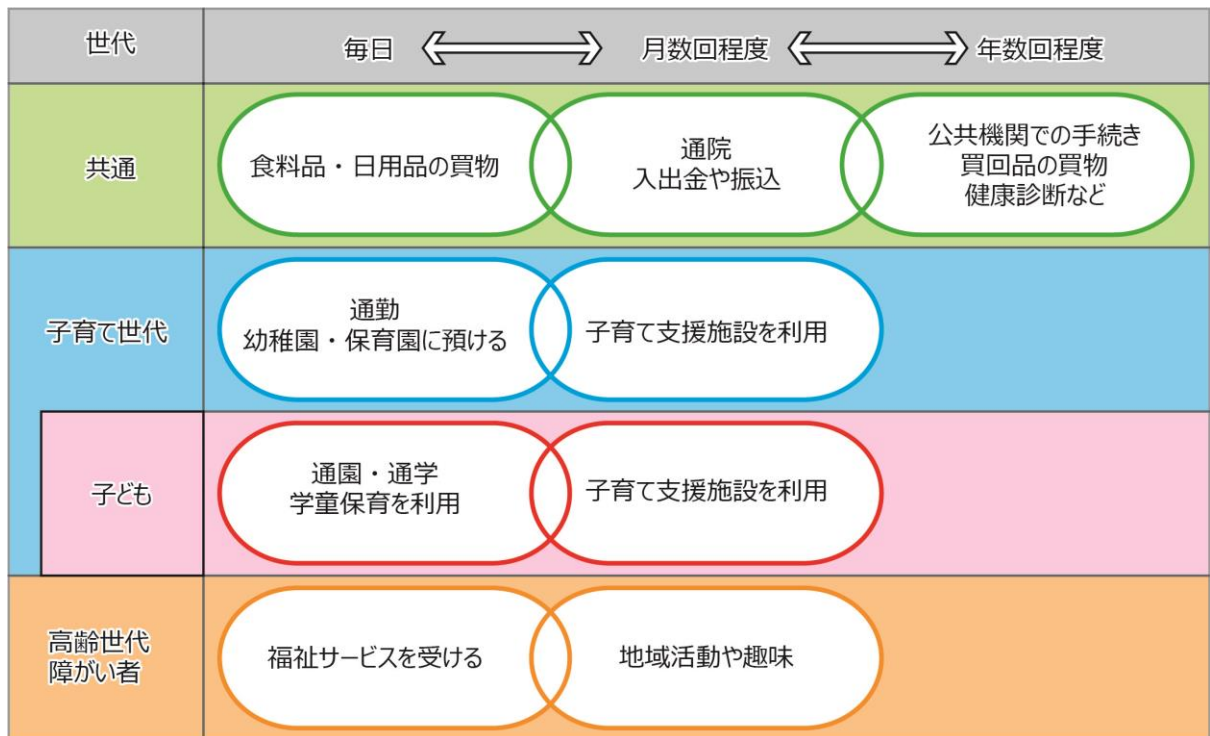 世代
毎日
月数回程度
年数回程度
共通
食料品・日用品の買物
通院
入出金や振込
公共機関での手続き
買回品の買物
健康診断など
子育て世代
通勤
幼稚園・保育園に預ける
子育て支援施設を利用
子ども
通園・通学
学童保育を利用
子育て支援施設を利用
高齢世代
障がい者
福祉サービスを受ける
地域活動や趣味